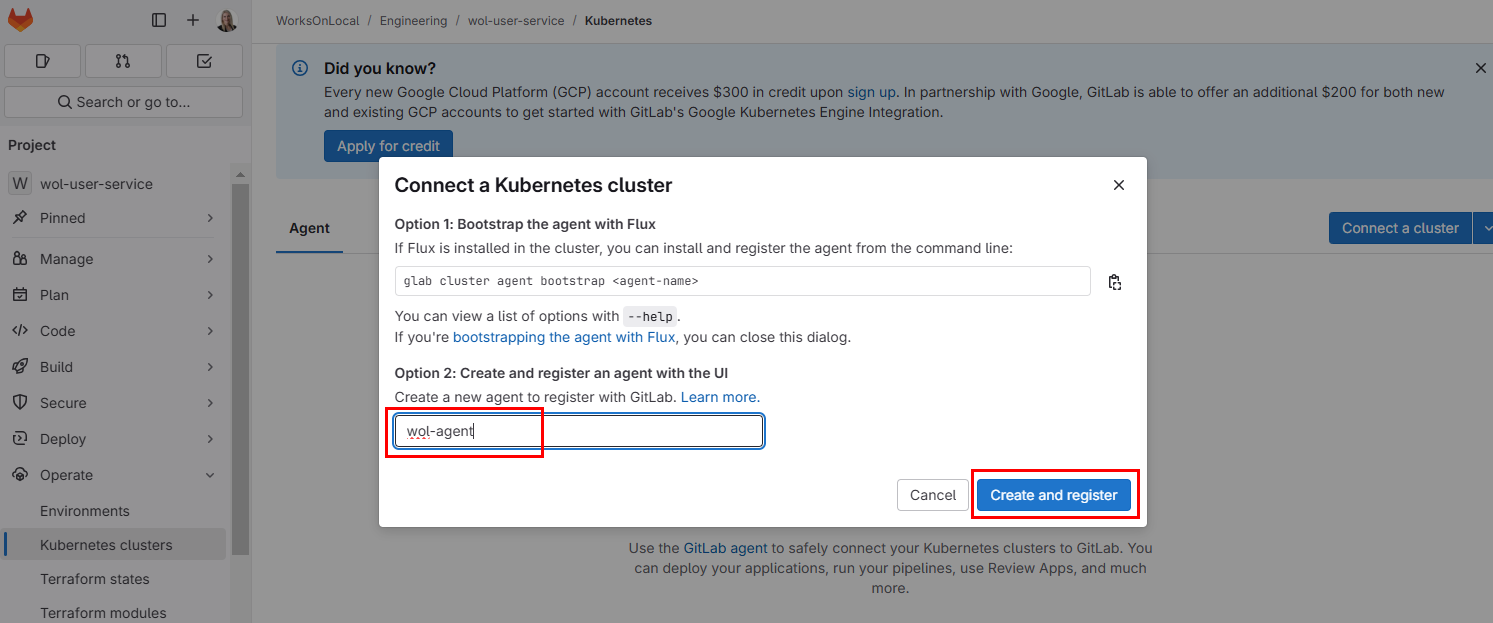 WorksOnLocal / Engineering / wol-user-service / Kubernetes
Search or go to...
Project
W wol-user-service
Pinned
Manage
Plan
Code
Build
Secure
Deploy
Operate
Environments
Kubernetes clusters
Terraform states
Terraform modules
Did you know?
Every new Google Cloud Platform (GCP) account receives $300 in credit upon sign up. In partnership with Google, GitLab is able to offer an additional $200 for both new
and existing GCP accounts to get started with GitLab's Google Kubernetes Engine Integration.
Apply for credit
Agent
Connect a cluster
Connect a Kubernetes cluster
Option 1: Bootstrap the agent with Flux
If Flux is installed in the cluster, you can install and register the agent from the command line:
glab cluster agent bootstrap <agent-name>
You can view a list of options with --help.
If you're bootstrapping the agent with Flux, you can close this dialog.
Option 2: Create and register an agent with the UI
Create a new agent to register with GitLab. Learn more.
wol-agent
Cancel
Create and register
Use the GitLab agent to safely connect your Kubernetes clusters to GitLab. You
can deploy your applications, run your pipelines, use Review Apps, and much
more.